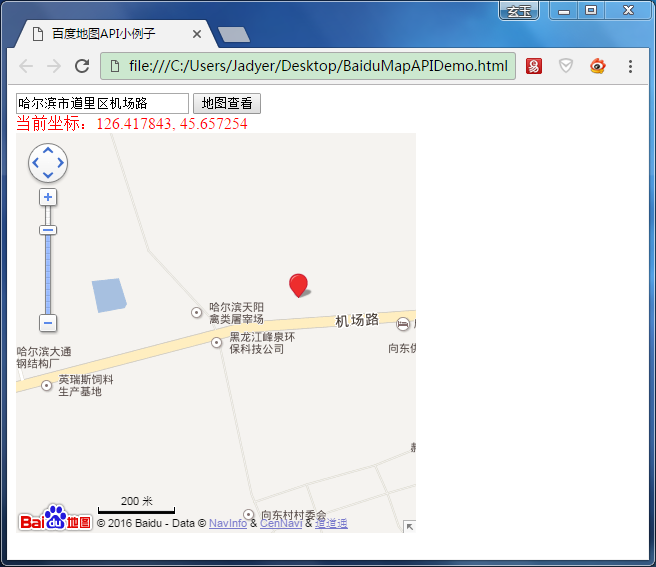 玄玉
百度地图API小例子
file:///C:/Users/Jadyer/Desktop/BaiduMapAPIDemo.html
哈尔滨市道里区机场路
地图查看
当前坐标：126.417843, 45.657254
哈尔滨天阳
禽类屠宰场
机场路
黑龙江峰泉环
保科技公司
哈尔滨大通
钢结构厂
英瑞斯饲料
生产基地
200 米
向东村村委会
Bai du 地图
© 2016 Baidu - Data © NavInfo & CenNavi & 道道通